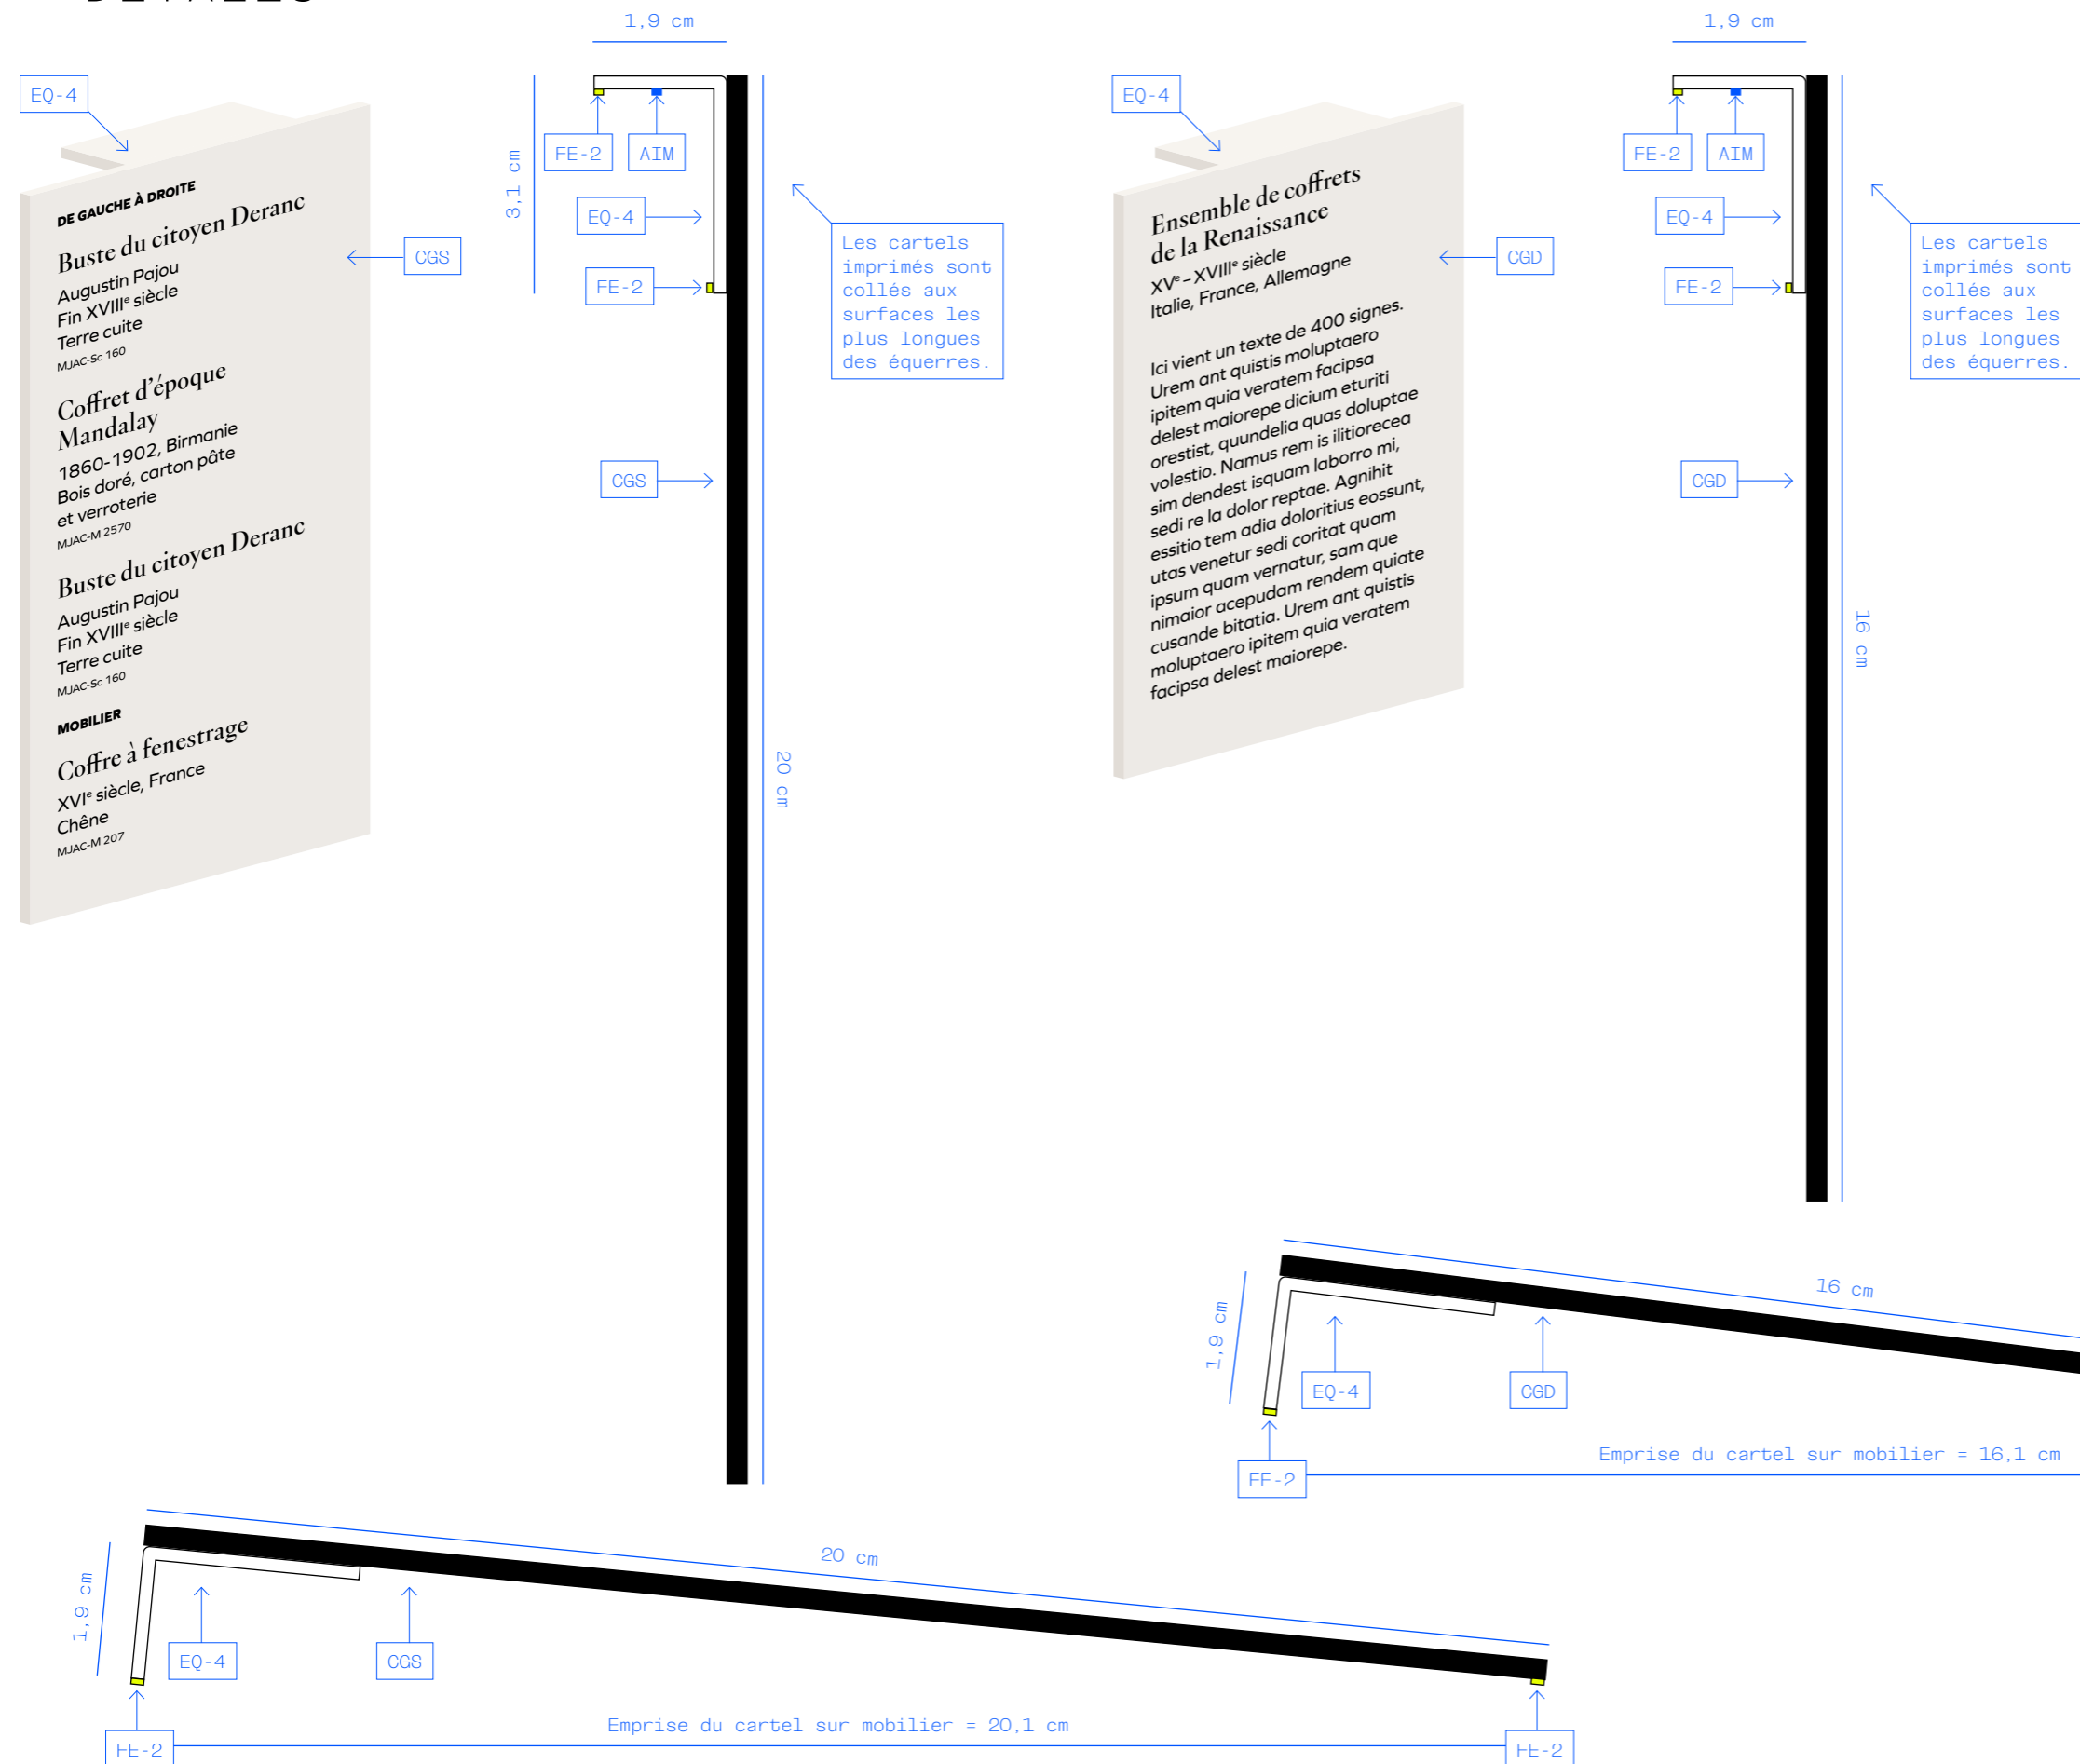 1,9 cm
EQ-4
FE-2
AIM
3,1 cm
EQ-4
FE-2
CGS
CGS
Les cartels
imprimés sont
collés aux
surfaces les
plus longues
des équerres.
20 cm
DE GAUCHE À DROITE
Buste du citoyen Deranc
Augustin Pajou
Fin XVIIIe siècle
Terre cuite
MJAC-Sc 160
Coffret d’époque
Mandalay
1860-1902, Birmanie
Bois doré, carton pâte
et verroterie
MJAC-M 2570
Buste du citoyen Deranc
Augustin Pajou
Fin XVIIIe siècle
Terre cuite
MJAC-Sc 160
MOBILIER
Coffre à fenestrage
XVIe siècle, France
Chêne
MJAC-M 207
1,9 cm
EQ-4
FE-2
AIM
EQ-4
FE-2
CGD
CGD
Les cartels
imprimés sont
collés aux
surfaces les
plus longues
des équerres.
16 cm
Ensemble de coffrets
de la Renaissance
XVe – XVIIIe siècle
Italie, France, Allemagne
Ici vient un texte de 400 signes.
Urem ant quistis moluptaero
ipitem quia veratem facipsa
delest maiorepe dicium eturiti
orestist, quundelia quas doluptae
volestio. Namus rem is ilitiorecea
sim dendest isquam laborro mi,
sedi re la dolor reptae. Agnihit
essitio tem adia doloritius eossunt,
utas venetur sedi coritat quam
ipsum quam vernatur, sam que
nimaior acepudam rendem quiate
cusande bitatia. Urem ant quistis
moluptaero ipitem quia veratem
facipsa delest maiorepe.
16 cm
1,9 cm
EQ-4
CGD
FE-2
Emprise du cartel sur mobilier = 16,1 cm
20 cm
1,9 cm
EQ-4
CGS
FE-2
Emprise du cartel sur mobilier = 20,1 cm
FE-2